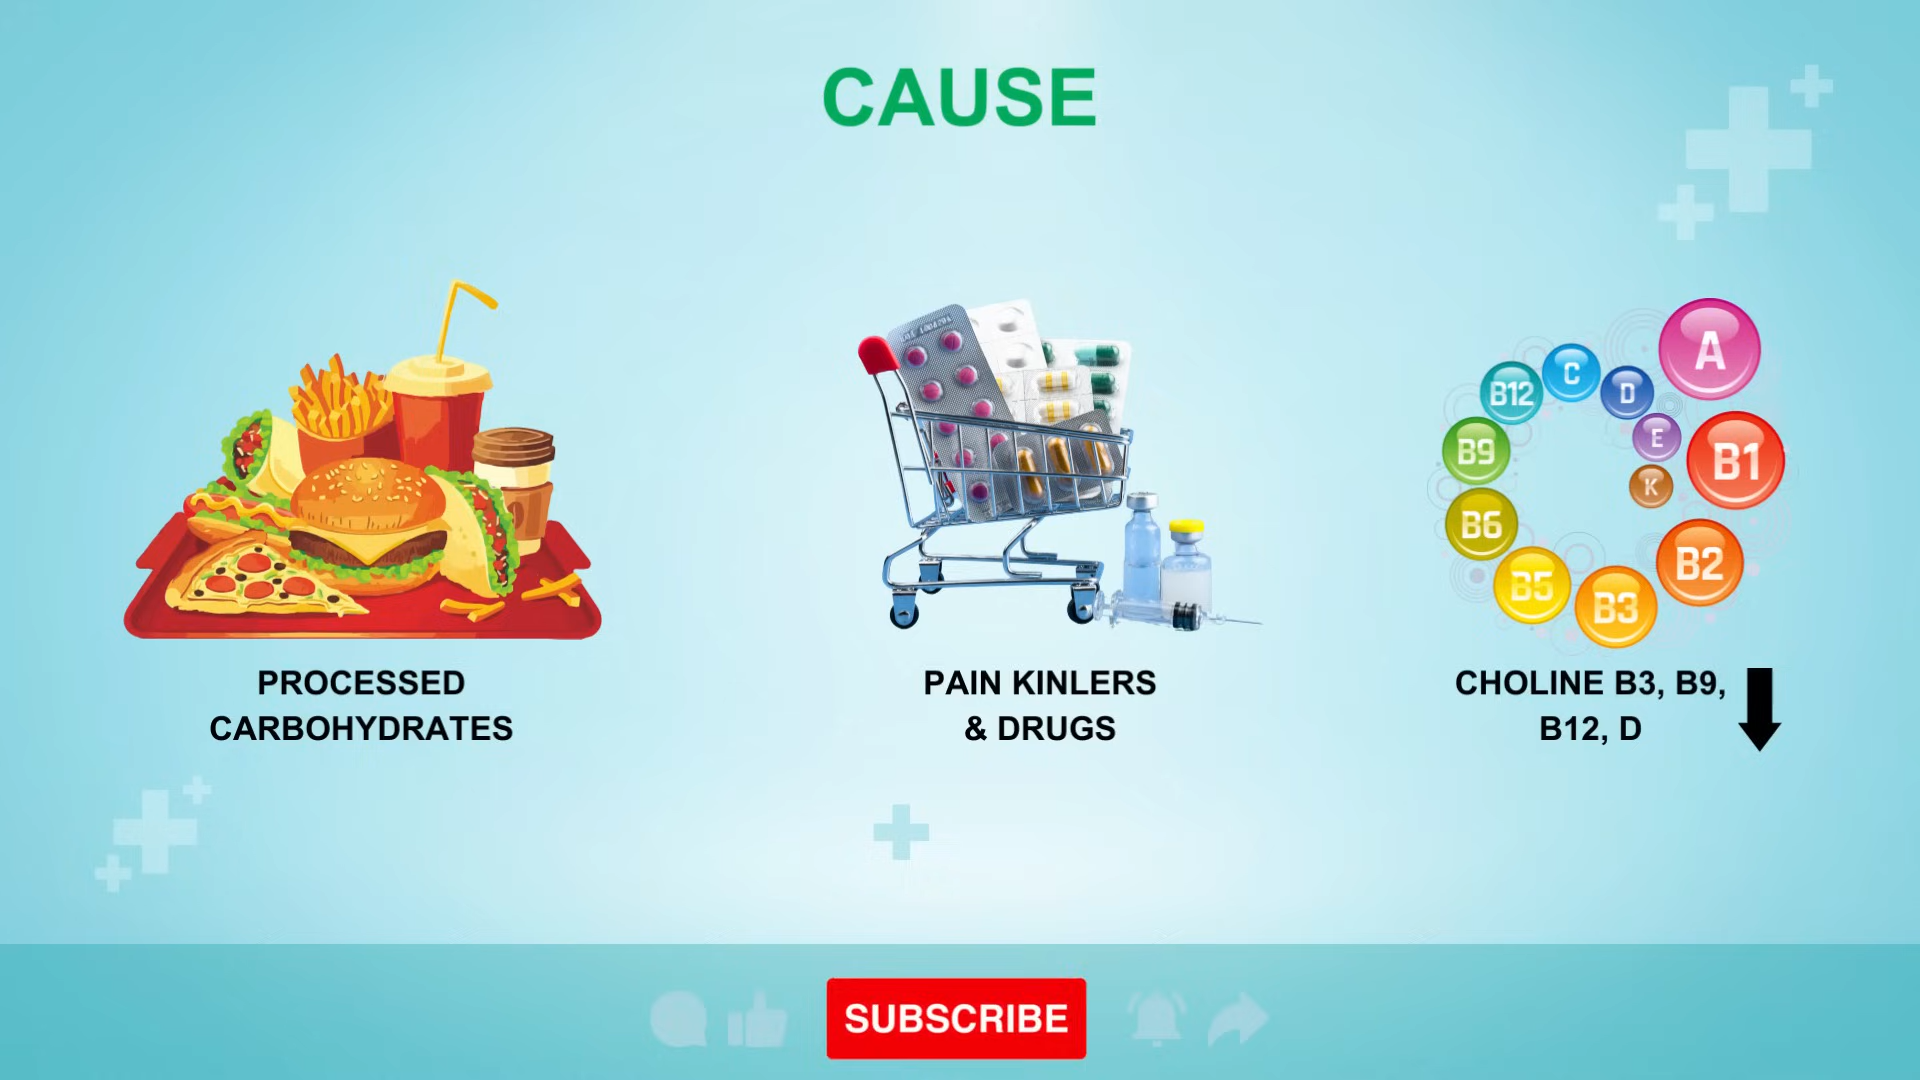 CAUSE
PROCESSED
CARBOHYDRATES
PAIN KINLERS
& DRUGS
A
C
B12
D
E
B9
B1
K
B6
B2
B5
B3
CHOLINE B3, B9,
B12, D
SUBSCRIBE